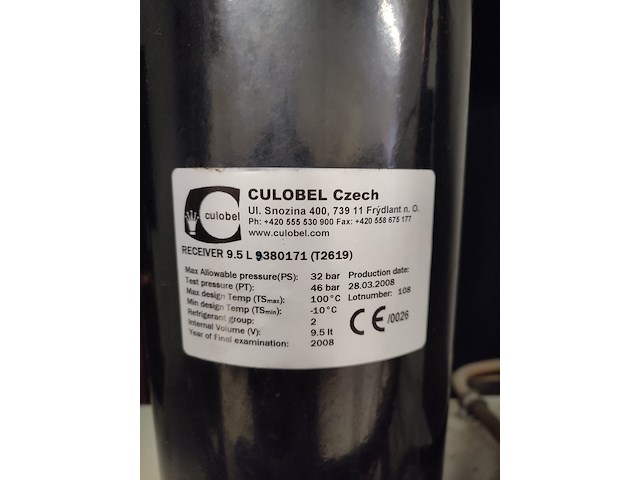 culobel
CULOBEL Czech
Ul. Snozina 400, 739 11 Frýdlant n. O.
Ph: +420 555 530 900 Fax: +420 558 675 177
www.culobel.com
RECEIVER 9.5 L 9380171 (T2619)
Max Allowable pressure(PS): 32 bar
Test pressure (PT): 46 bar
Max design Temp (TSmax): 100°C
Min design Temp (TSmin): -10°C
Refrigerant group: 2
Internal Volume (V): 9.5 lt
Year of Final examination: 2008
Production date:
28.03.2008
Lotnumber: 108
CE/0026